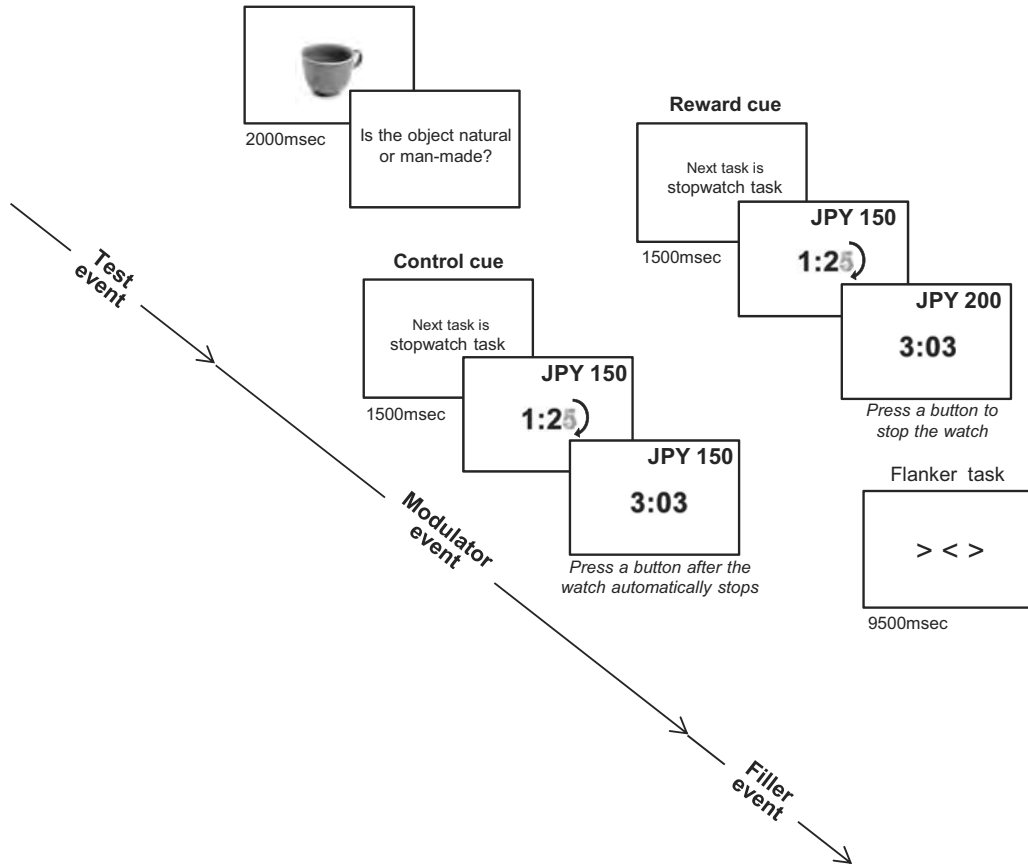 2000msec
Is the object natural
or man-made?
Test
event
Control cue
Next task is
stopwatch task
1500msec
JPY 150
1:25
JPY 150
3:03
Press a button after the
watch automatically stops
Reward cue
Next task is
stopwatch task
1500msec
JPY 150
1:25
JPY 200
3:03
Press a button to
stop the watch
Modulator
event
Flanker task
> < >
9500msec
Filler
event